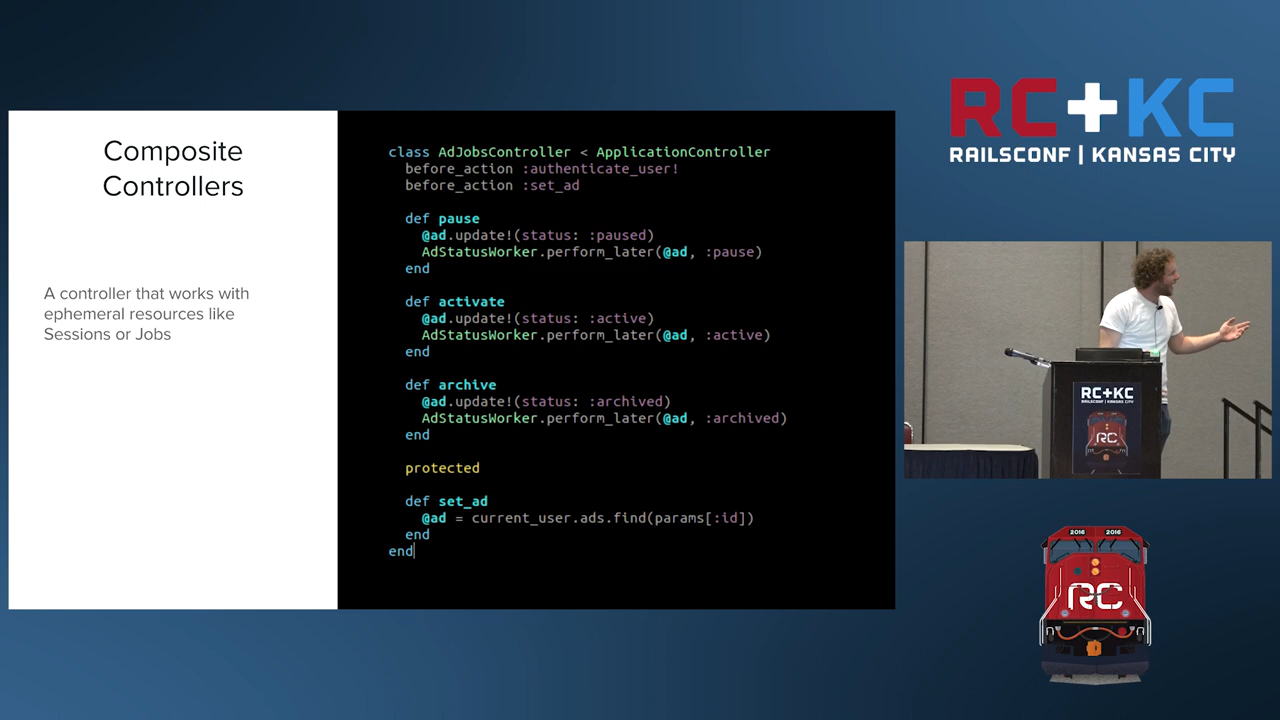 Composite
Controllers
A controller that works with
ephemeral resources like
Sessions or Jobs
class AdJobsController < ApplicationController
before_action :authenticate_user!
before_action :set_ad
def pause
@ad.update!(status: :paused)
AdStatusWorker.perform_later(@ad, :pause)
end
def activate
@ad.update!(status: :active)
AdStatusWorker.perform_later(@ad, :active)
end
def archive
@ad.update!(status: :archived)
AdStatusWorker.perform_later(@ad, :archived)
end
protected
def set_ad
@ad = current_user.ads.find(params[:id])
end
end
RC+KC
RAILSCONF | KANSAS CITY
RC+KC
RAILSCONF | KANSAS CITY
RC
2016 2016
RC